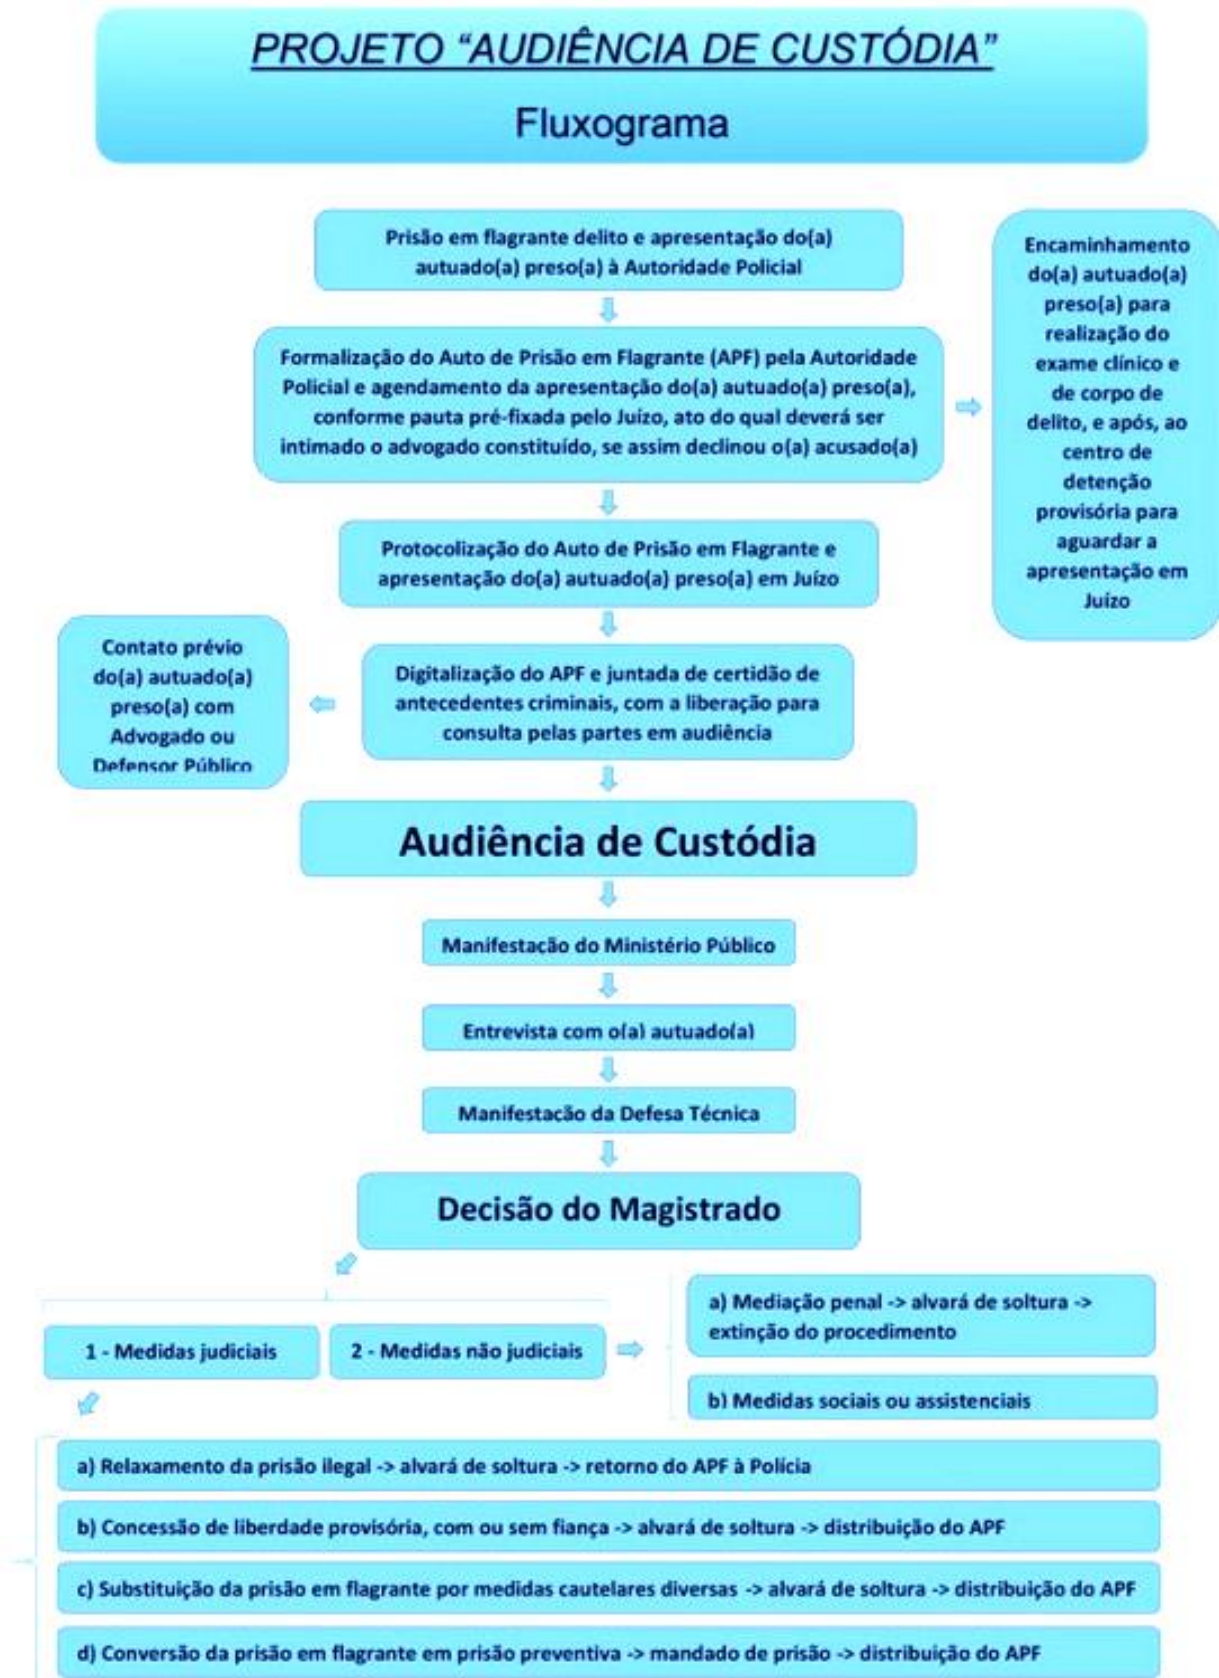 PROJETO “AUDIÊNCIA DE CUSTÓDIA”
Fluxograma
Prisão em flagrante delito e apresentação do(a)
autuado(a) preso(a) à Autoridade Policial
Formalização do Auto de Prisão em Flagrante (APF) pela Autoridade
Policial e agendamento da apresentação do(a) autuado(a) preso(a),
conforme pauta pré-fixada pelo Juízo, ato do qual deverá ser
intimado o advogado constituído, se assim declinou o(a) acusado(a)
Encaminhamento
do(a) autuado(a)
preso(a) para
realização do
exame clínico e
de corpo de
delito, e após, ao
centro de
detenção
provisória para
aguardar a
apresentação em
Juízo
Protocolização do Auto de Prisão em Flagrante e
apresentação do(a) autuado(a) preso(a) em Juízo
Contato prévio
do(a) autuado(a)
preso(a) com
Advogado ou
Defensor Público
Digitalização do APF e juntada de certidão de
antecedentes criminais, com a liberação para
consulta pelas partes em audiência
Audiência de Custódia
Manifestação do Ministério Público
Entrevista com o(a) autuado(a)
Manifestação da Defesa Técnica
Decisão do Magistrado
1 - Medidas judiciais
2 - Medidas não judiciais
a) Mediação penal -> alvará de soltura ->
extinção do procedimento
b) Medidas sociais ou assistenciais
a) Relaxamento da prisão ilegal -> alvará de soltura -> retorno do APF à Polícia
b) Concessão de liberdade provisória, com ou sem fiança -> alvará de soltura -> distribuição do APF
c) Substituição da prisão em flagrante por medidas cautelares diversas -> alvará de soltura -> distribuição do APF
d) Conversão da prisão em flagrante em prisão preventiva -> mandado de prisão -> distribuição do APF